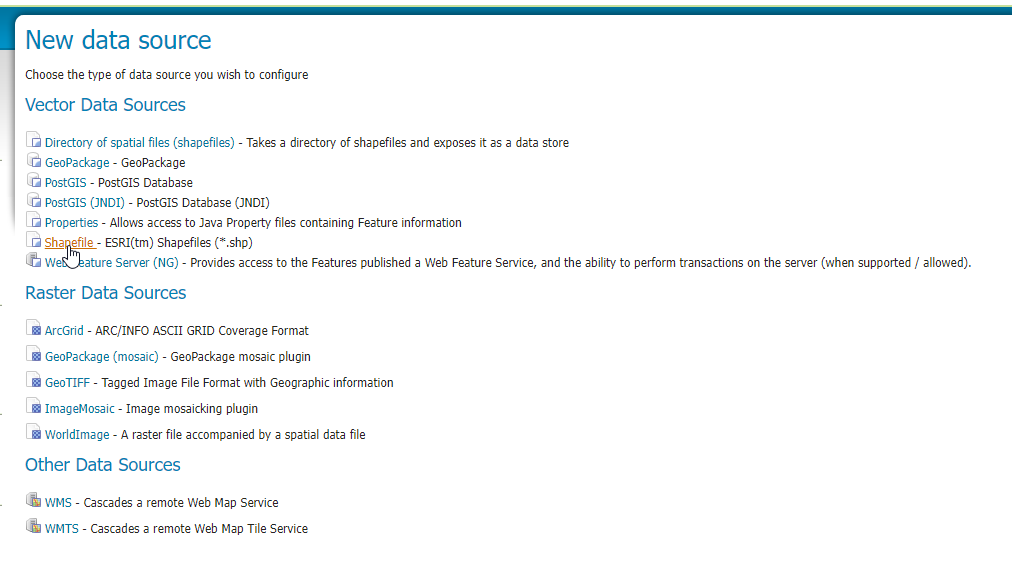 New data source
Choose the type of data source you wish to configure
Vector Data Sources
Directory of spatial files (shapefiles) - Takes a directory of shapefiles and exposes it as a data store
GeoPackage - GeoPackage
PostGIS - PostGIS Database
PostGIS (JNDI) - PostGIS Database (JNDI)
Properties - Allows access to Java Property files containing Feature information
Shapefile - ESRI(tm) Shapefiles (*.shp)
Web Feature Server (NG) - Provides access to the Features published a Web Feature Service, and the ability to perform transactions on the server (when supported / allowed).
Raster Data Sources
ArcGrid - ARC/INFO ASCII GRID Coverage Format
GeoPackage (mosaic) - GeoPackage mosaic plugin
GeoTIFF - Tagged Image File Format with Geographic information
ImageMosaic - Image mosaicking plugin
WorldImage - A raster file accompanied by a spatial data file
Other Data Sources
WMS - Cascades a remote Web Map Service
WMTS - Cascades a remote Web Map Tile Service